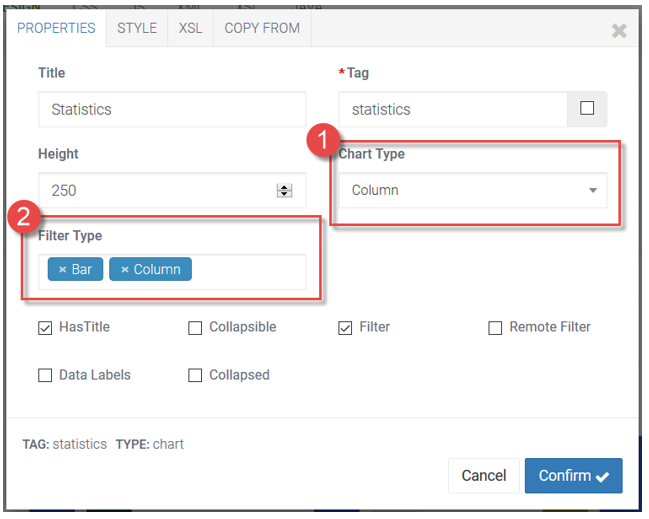 PROPERTIES STYLE XSL COPY FROM
Title
*Tag
Statistics
statistics
1
Height
Chart Type
250
Column
2
Filter Type
× Bar × Column
HasTitle Collapsible Filter Remote Filter
Data Labels Collapsed
TAG: statistics TYPE: chart
Cancel Confirm